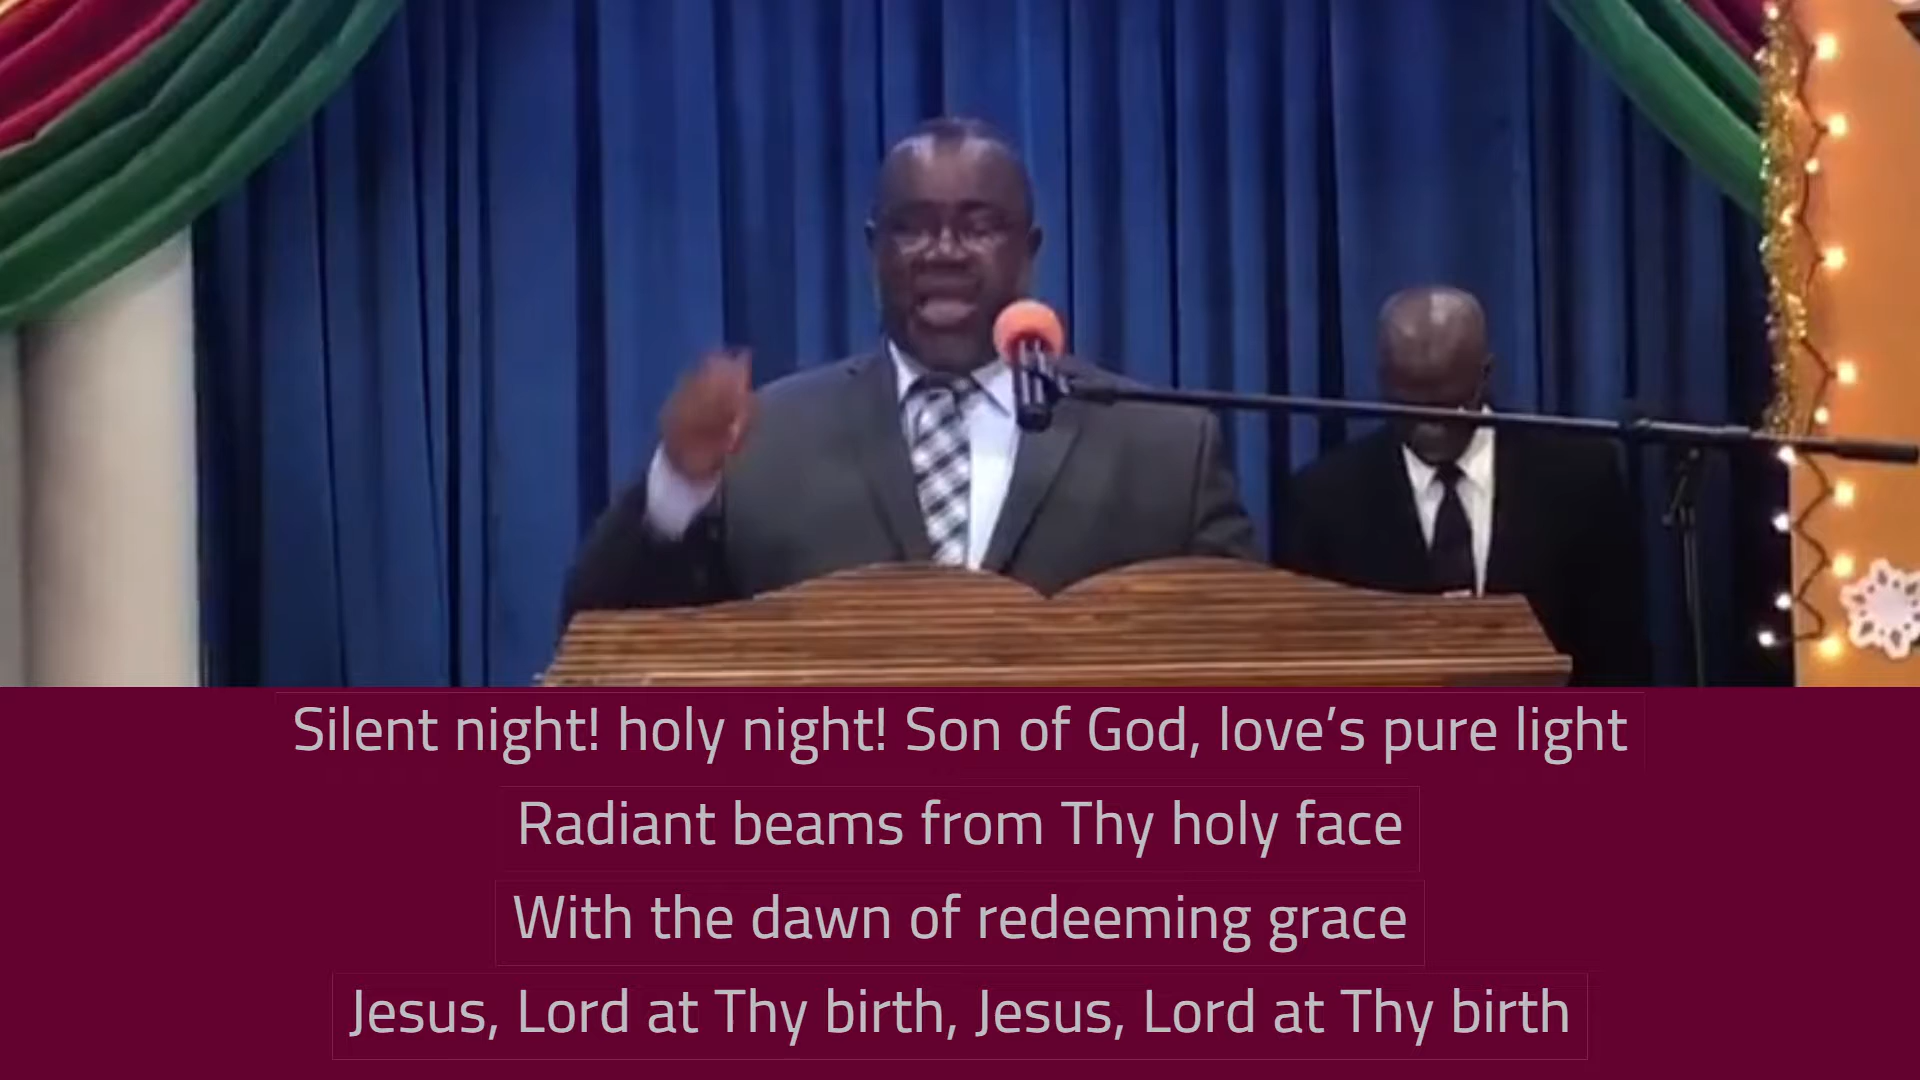 Silent night! holy night! Son of God, love’s pure light
Radiant beams from Thy holy face
With the dawn of redeeming grace
Jesus, Lord at Thy birth, Jesus, Lord at Thy birth